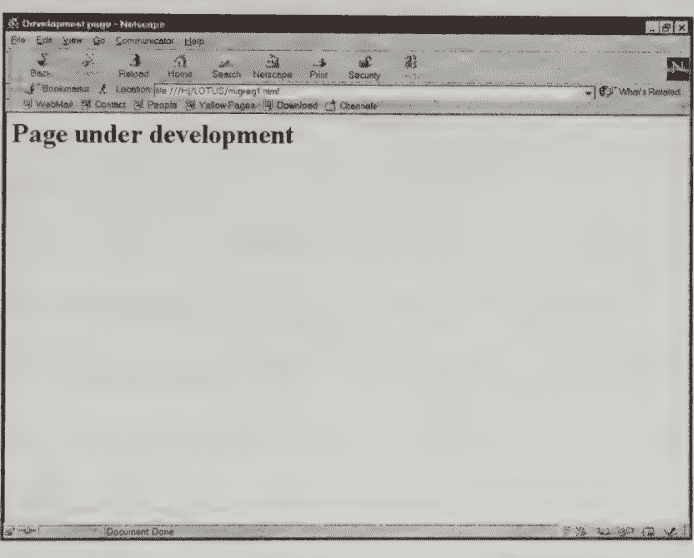 Development page - Netscape
File Edit View Go Communicator Help
Back Reload Home Search Netscape Print Security
Bookmarks Location: What's Related
WebMail Contact People Yellow Pages Download Channels
Page under development
Document Done